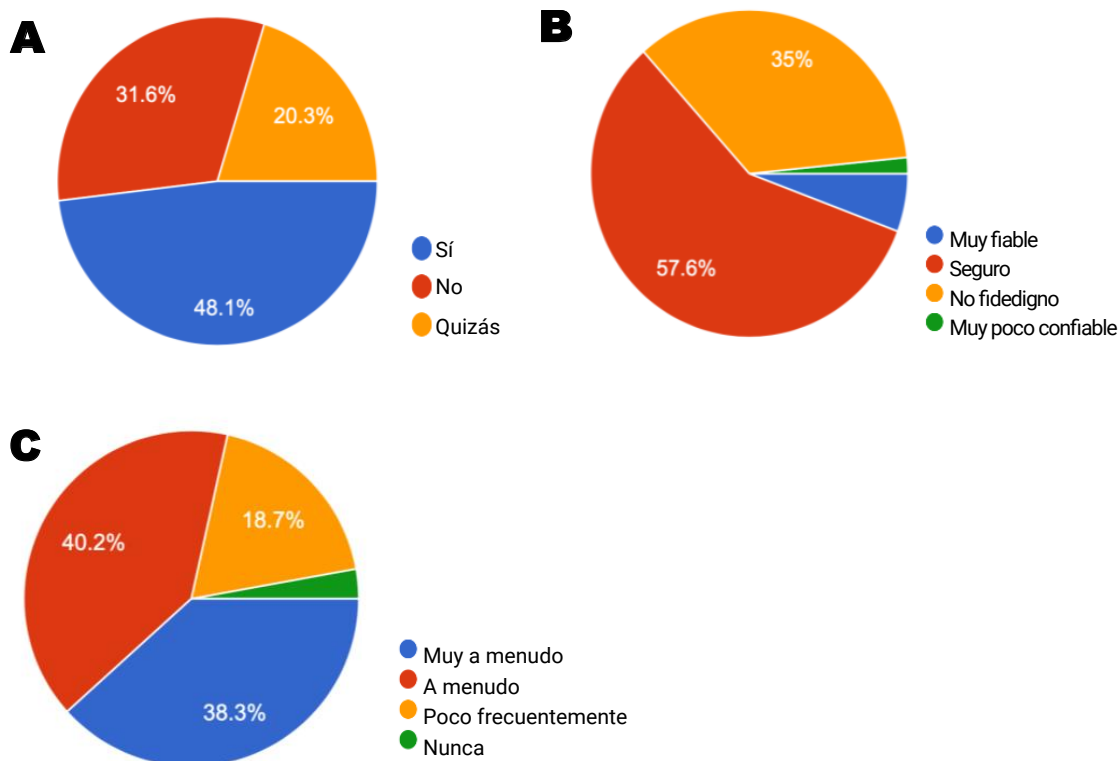 A
31.6%
20.3%
48.1%
Sí
No
Quizás
B
35%
57.6%
Muy fiable
Seguro
No fidedigno
Muy poco confiable
C
40.2%
18.7%
38.3%
Muy a menudo
A menudo
Poco frecuentemente
Nunca